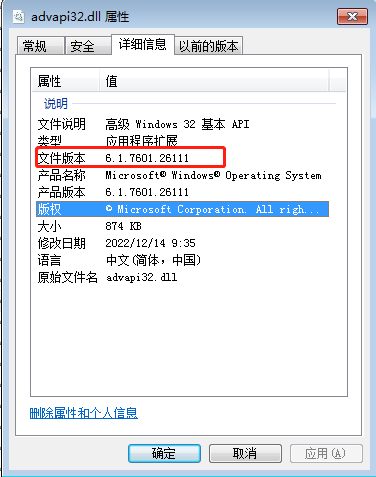 advapi32.dll 属性
常规 安全 详细信息 以前的版本
属性 值
说明
文件说明 高级 Windows 32 基本 API
类型 应用程序扩展
文件版本 6.1.7601.26111
产品名称 Microsoft® Windows® Operating System
产品版本 6.1.7601.26111
版权 © Microsoft Corporation. All righ...
大小 874 KB
修改日期 2022/12/14 9:35
语言 中文(简体，中国)
原始文件名 advapi32.dll
删除属性和个人信息
确定 取消 应用(A)